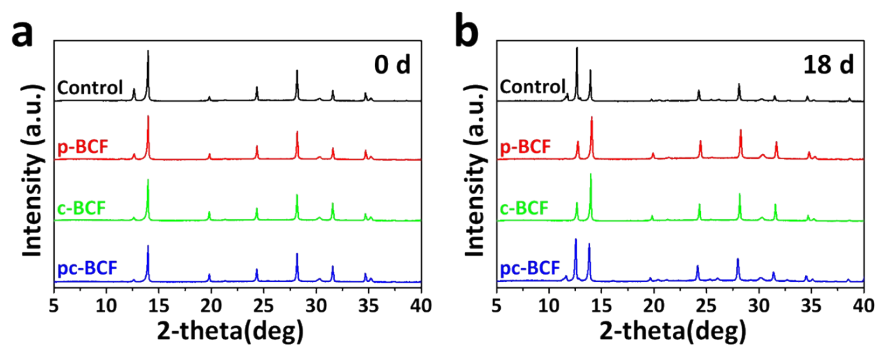 a
0 d
Control
p-BCF
c-BCF
pc-BCF
Intensity (a.u.)
5 10 15 20 25 30 35 40
2-theta(deg)
b
18 d
Control
p-BCF
c-BCF
pc-BCF
Intensity (a.u.)
5 10 15 20 25 30 35 40
2-theta(deg)